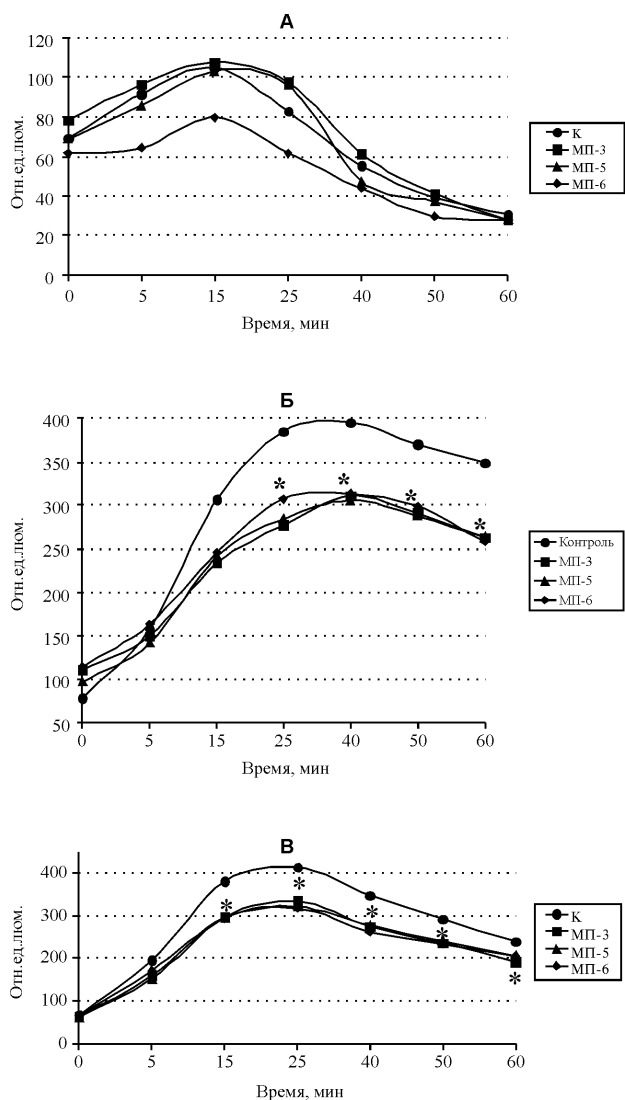 А
Отн.ед.люм.
120
100
80
60
40
20
0
0 5 15 25 40 50 60
Время, мин
К
МП-3
МП-5
МП-6
Б
Отн.ед.люм.
400
350
300
250
200
150
100
50
* * * *
0 5 15 25 40 50 60
Время, мин
Контроль
МП-3
МП-5
МП-6
В
Отн.ед.люм.
400
300
200
100
0
* * * * *
0 5 15 25 40 50 60
Время, мин
К
МП-3
МП-5
МП-6